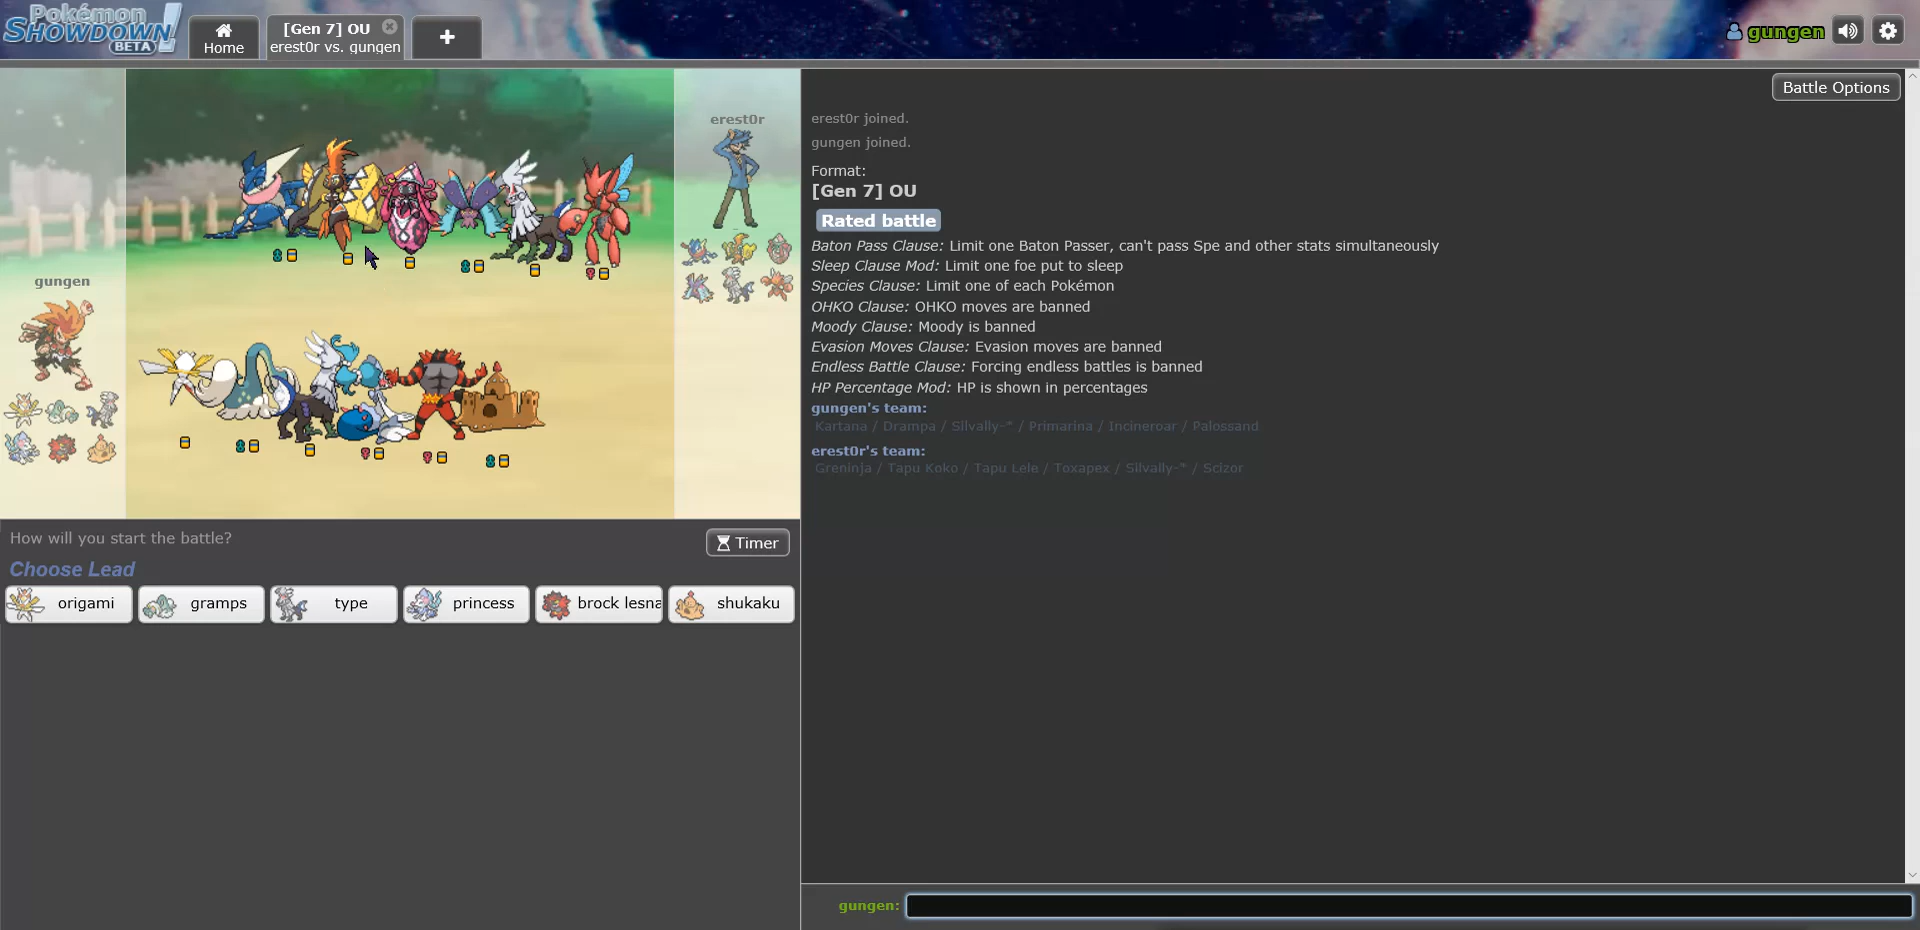 Pokémon
SHOWDOWN!
BETA
Home
[Gen 7] OU
erest0r vs. gungen
+
gungen
erest0r
gungen
How will you start the battle?
Timer
Choose Lead
origami
gramps
type
princess
brock lesna
shukaku
Battle Options
erest0r joined.
gungen joined.
Format:
[Gen 7] OU
Rated battle
Baton Pass Clause: Limit one Baton Passer, can't pass Spe and other stats simultaneously
Sleep Clause Mod: Limit one foe put to sleep
Species Clause: Limit one of each Pokémon
OHKO Clause: OHKO moves are banned
Moody Clause: Moody is banned
Evasion Moves Clause: Evasion moves are banned
Endless Battle Clause: Forcing endless battles is banned
HP Percentage Mod: HP is shown in percentages
gungen's team:
Kartana / Drampa / Silvally-* / Primarina / Incineroar / Palossand
erest0r's team:
Greninja / Tapu Koko / Tapu Lele / Toxapex / Silvally-* / Scizor
gungen: